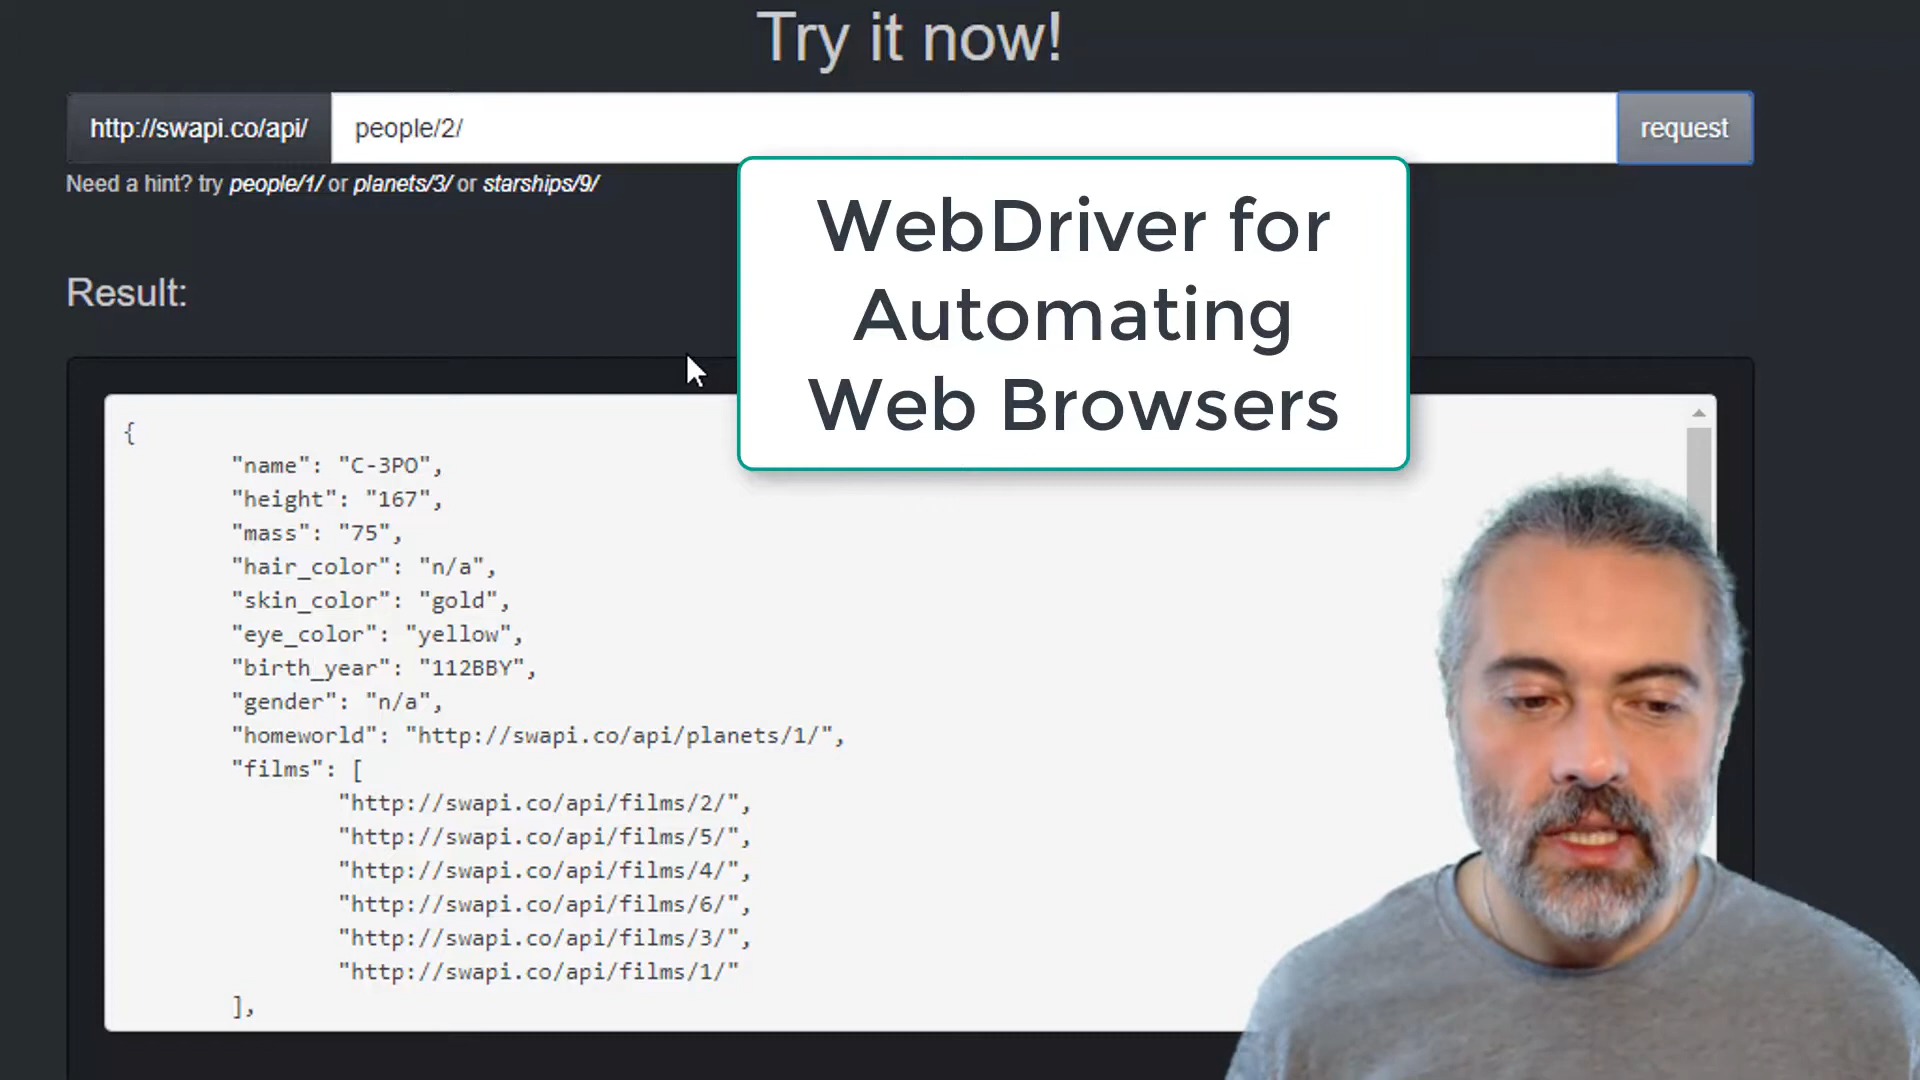 Try it now!
http://swapi.co/api/ people/2/ request
Need a hint? try people/1/ or planets/3/ or starships/9/
WebDriver for
Automating
Web Browsers
Result:
{
"name": "C-3PO",
"height": "167",
"mass": "75",
"hair_color": "n/a",
"skin_color": "gold",
"eye_color": "yellow",
"birth_year": "112BBY",
"gender": "n/a",
"homeworld": "http://swapi.co/api/planets/1/",
"films": [
"http://swapi.co/api/films/2/",
"http://swapi.co/api/films/5/",
"http://swapi.co/api/films/4/",
"http://swapi.co/api/films/6/",
"http://swapi.co/api/films/3/",
"http://swapi.co/api/films/1/"
],